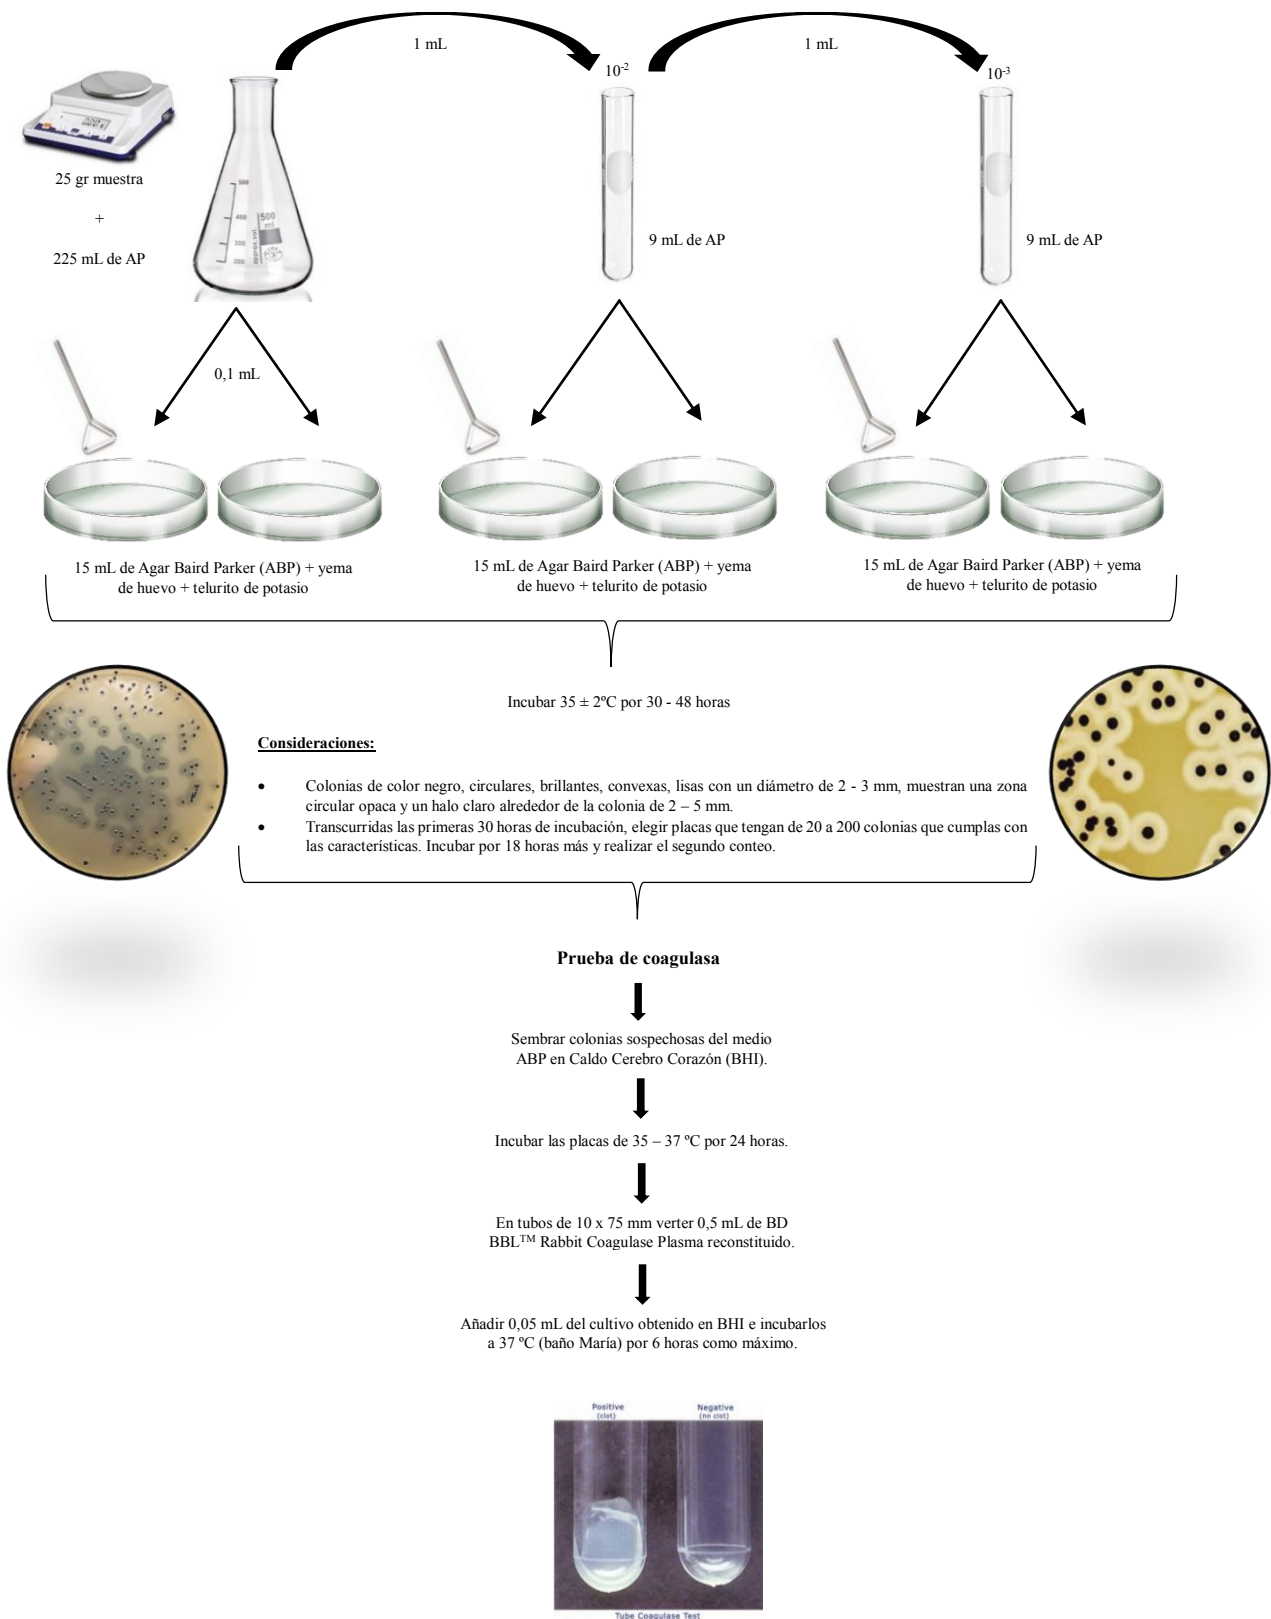 1 mL
1 mL
10-2
10-3
25 gr muestra
+
225 mL de AP
500
400
300
200
500
ml
approx. vol.
9 mL de AP
9 mL de AP
0,1 mL
15 mL de Agar Baird Parker (ABP) + yema
de huevo + telurito de potasio
15 mL de Agar Baird Parker (ABP) + yema
de huevo + telurito de potasio
15 mL de Agar Baird Parker (ABP) + yema
de huevo + telurito de potasio
Incubar 35 ± 2ºC por 30 - 48 horas
Consideraciones:
• Colonias de color negro, circulares, brillantes, convexas, lisas con un diámetro de 2 - 3 mm, muestran una zona
circular opaca y un halo claro alrededor de la colonia de 2 – 5 mm.
• Transcurridas las primeras 30 horas de incubación, elegir placas que tengan de 20 a 200 colonias que cumplas con
las características. Incubar por 18 horas más y realizar el segundo conteo.
Prueba de coagulasa
Sembrar colonias sospechosas del medio
ABP en Caldo Cerebro Corazón (BHI).
Incubar las placas de 35 – 37 ºC por 24 horas.
En tubos de 10 x 75 mm verter 0,5 mL de BD
BBL™ Rabbit Coagulase Plasma reconstituido.
Añadir 0,05 mL del cultivo obtenido en BHI e incubarlos
a 37 ºC (baño María) por 6 horas como máximo.
Positive
(clot)
Negative
(no clot)
Tube Coagulase Test